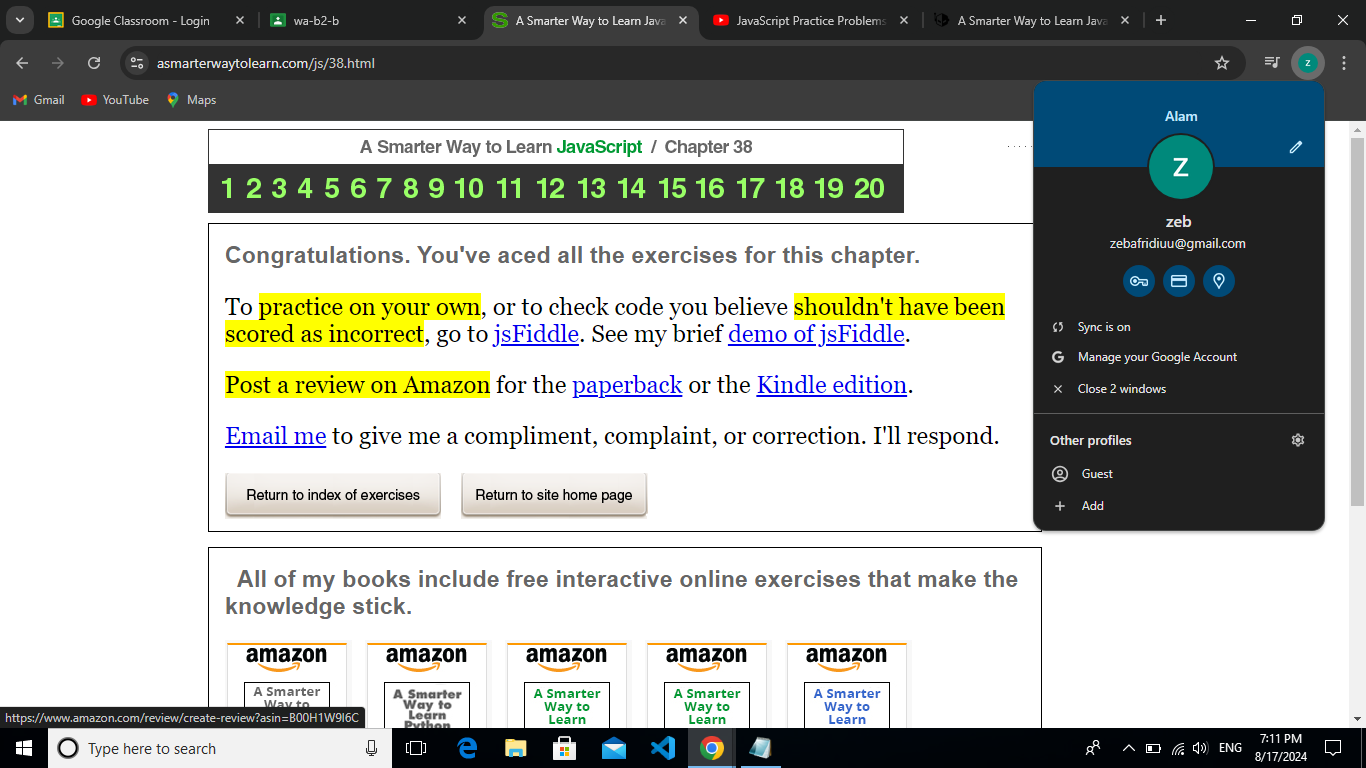 Google Classroom - Login
wa-b2-b
A Smarter Way to Learn Java
JavaScript Practice Problems
A Smarter Way to Learn Java
asmarterwaytolearn.com/js/38.html
z
Gmail
YouTube
Maps
A Smarter Way to Learn JavaScript / Chapter 38
1 2 3 4 5 6 7 8 9 10 11 12 13 14 15 16 17 18 19 20
Congratulations. You've aced all the exercises for this chapter.
To practice on your own, or to check code you believe shouldn't have been
scored as incorrect, go to jsFiddle. See my brief demo of jsFiddle.
Post a review on Amazon for the paperback or the Kindle edition.
Email me to give me a compliment, complaint, or correction. I'll respond.
Return to index of exercises
Return to site home page
All of my books include free interactive online exercises that make the
knowledge stick.
amazon
A Smarter
Way to
amazon
A Smarter
Way to
Learn
Python
amazon
A Smarter
Way to
Learn
amazon
A Smarter
Way to
Learn
amazon
A Smarter
Way to
Learn
Alam
Z
zeb
zebafridiuu@gmail.com
Sync is on
Manage your Google Account
Close 2 windows
Other profiles
Guest
Add
https://www.amazon.com/review/create-review?asin=B00H1W9I6C
Type here to search
ENG
7:11 PM
8/17/2024